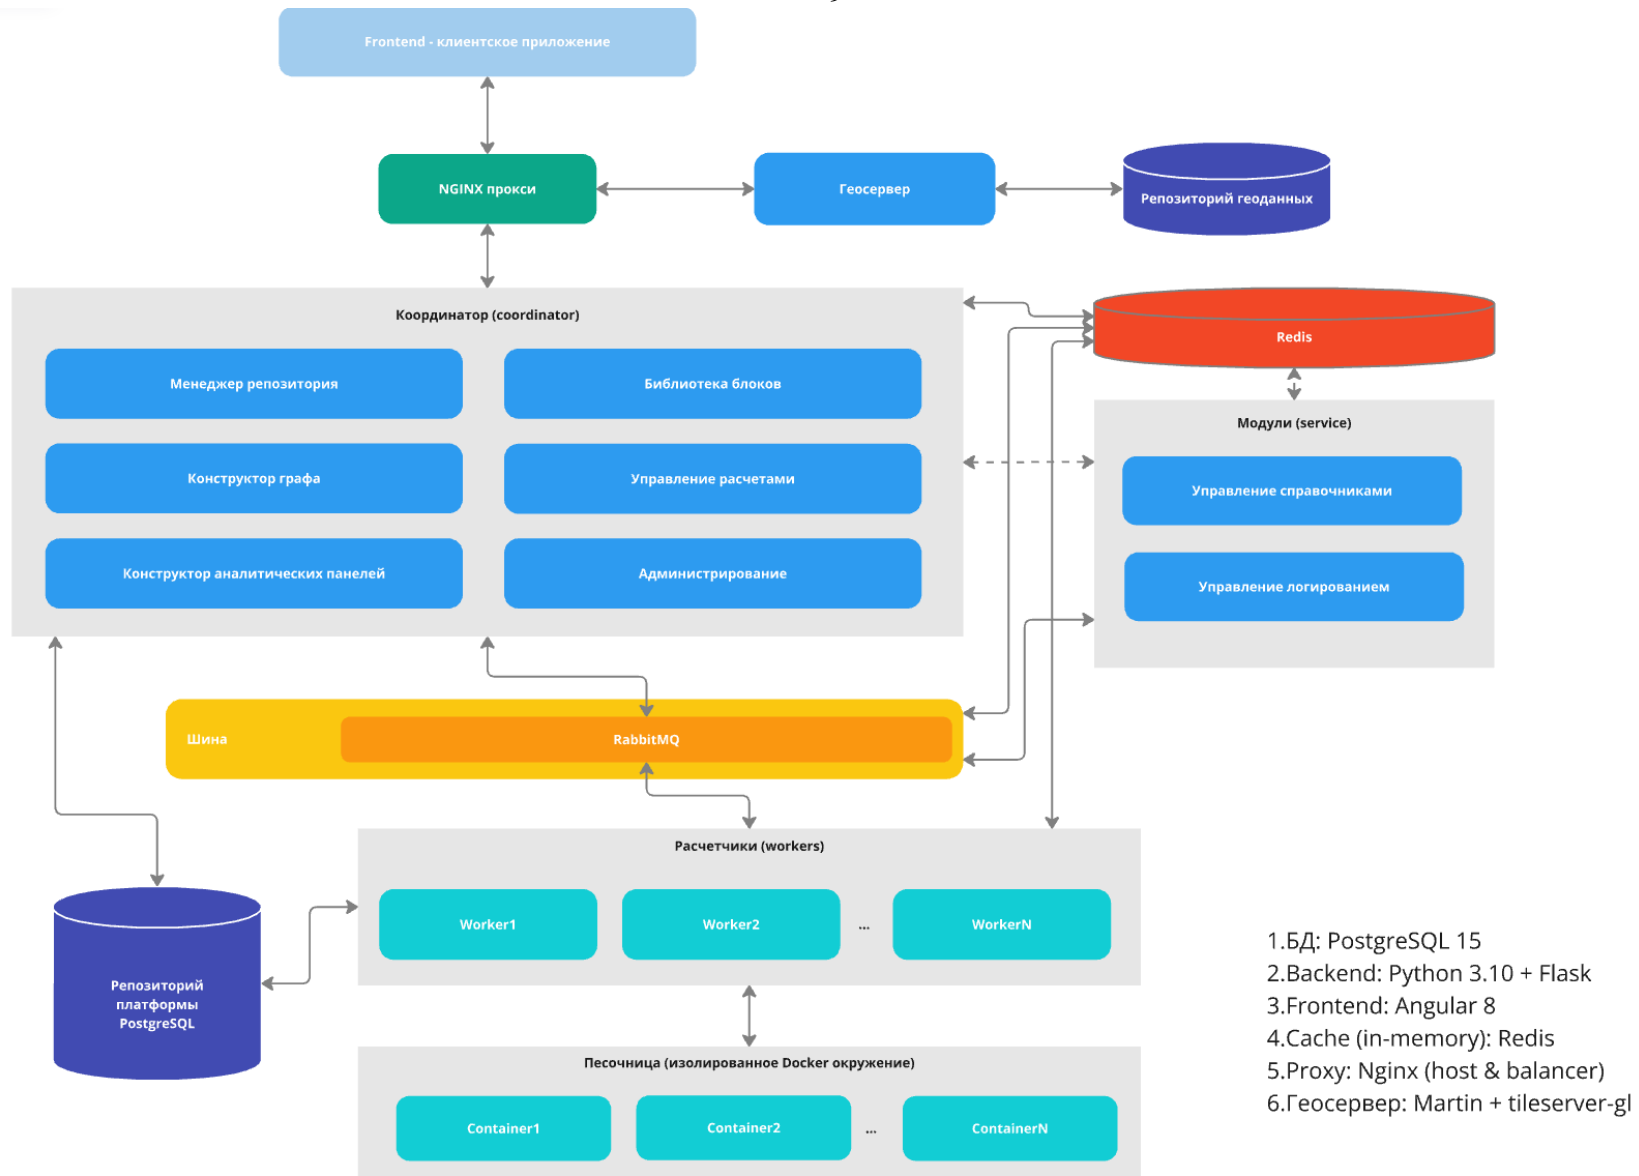 Frontend - клиентское приложение
NGINX прокси
Геосервер
Репозиторий геоданных
Координатор (coordinator)
Менеджер репозитория
Библиотека блоков
Конструктор графа
Управление расчетами
Конструктор аналитических панелей
Администрирование
Redis
Модули (service)
Управление справочниками
Управление логированием
Шина
RabbitMQ
Расчетчики (workers)
Worker1
Worker2
...
WorkerN
Репозиторий
платформы
PostgreSQL
Песочница (изолированное Docker окружение)
Container1
Container2
...
ContainerN
1.БД: PostgreSQL 15
2.Backend: Python 3.10 + Flask
3.Frontend: Angular 8
4.Cache (in-memory): Redis
5.Proxy: Nginx (host & balancer)
6.Геосервер: Martin + tileserver-gl